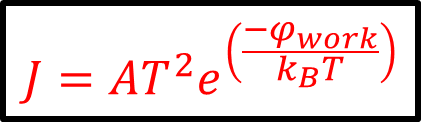 J = AT²e^(−φ_work / k_B T)